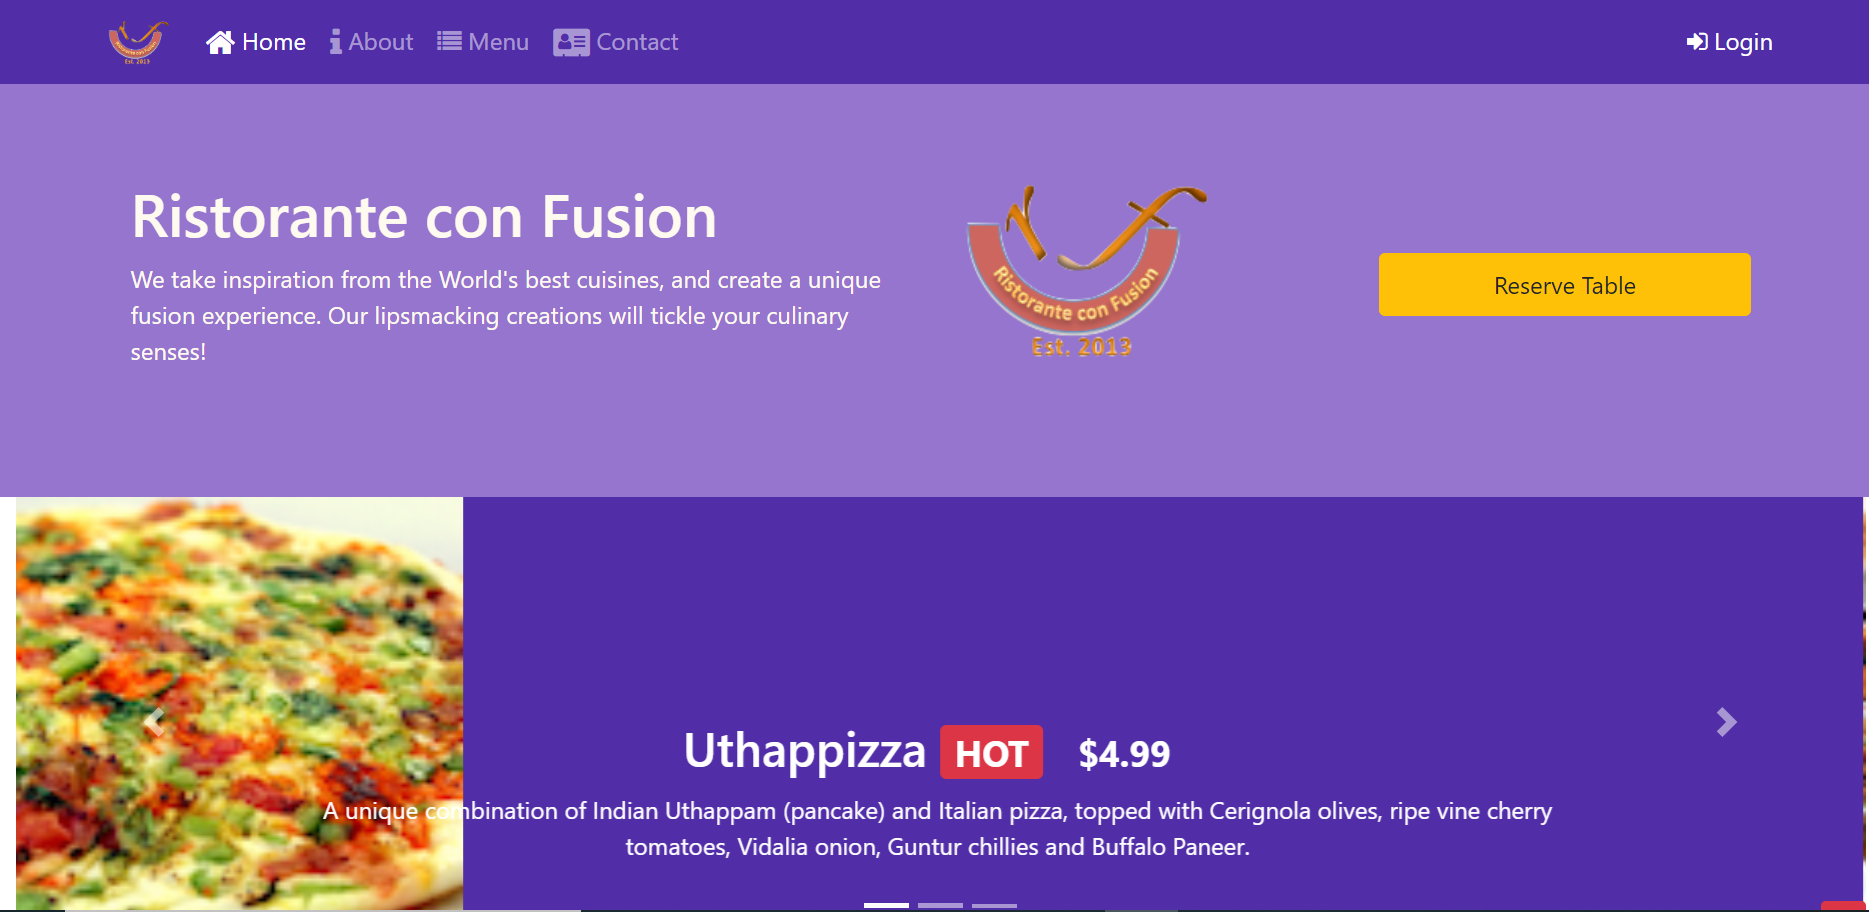 Home About Menu Contact Login
Ristorante con Fusion
We take inspiration from the World's best cuisines, and create a unique
fusion experience. Our lipsmacking creations will tickle your culinary
senses!
Ristorante con Fusion
Est. 2013
Reserve Table
Uthappizza HOT $4.99
A unique combination of Indian Uthappam (pancake) and Italian pizza, topped with Cerignola olives, ripe vine cherry
tomatoes, Vidalia onion, Guntur chillies and Buffalo Paneer.